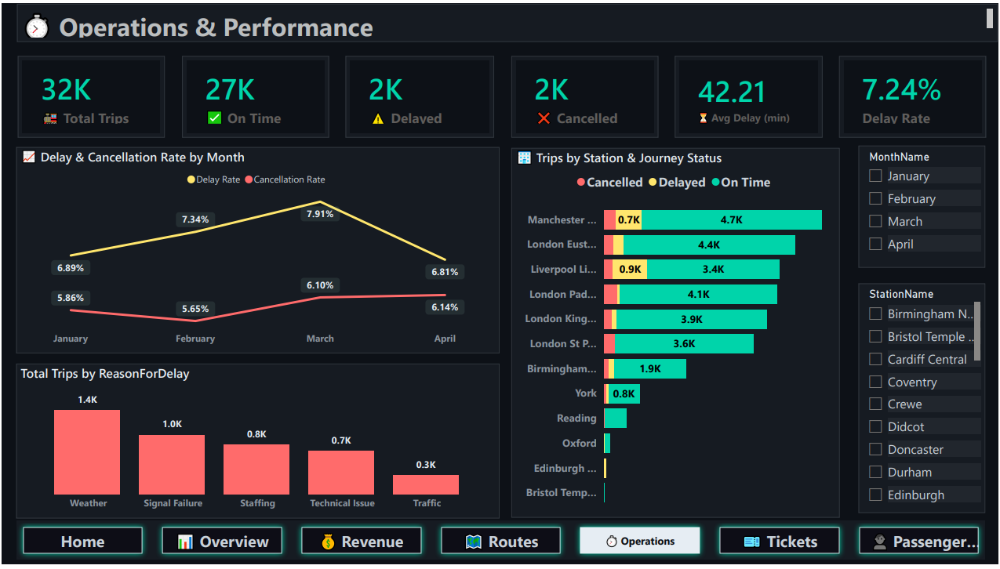 Operations & Performance
32K
Total Trips
27K
On Time
2K
Delayed
2K
Cancelled
42.21
Avg Delay (min)
7.24%
Delay Rate
Delay & Cancellation Rate by Month
Delay Rate Cancellation Rate
7.91%
7.34%
6.89%
6.81%
6.10%
5.86%
5.65%
6.14%
January February March April
Total Trips by ReasonForDelay
1.4K
1.0K
0.8K
0.7K
0.3K
Weather Signal Failure Staffing Technical Issue Traffic
Trips by Station & Journey Status
Cancelled Delayed On Time
Manchester ... 0.7K 4.7K
London Eust... 4.4K
Liverpool Li... 0.9K 3.4K
London Pad... 4.1K
London King... 3.9K
London St P... 3.6K
Birmingham... 1.9K
York 0.8K
Reading
Oxford
Edinburgh ...
Bristol Temp...
MonthName
January
February
March
April
StationName
Birmingham N...
Bristol Temple ...
Cardiff Central
Coventry
Crewe
Didcot
Doncaster
Durham
Edinburgh
Home Overview Revenue Routes Operations Tickets Passenger...